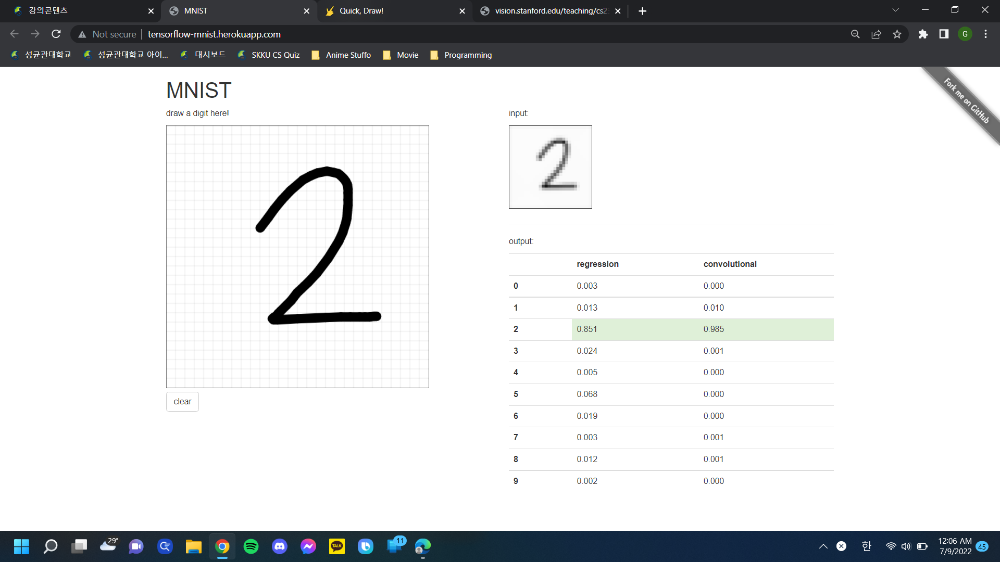 강의콘텐츠
MNIST
Quick, Draw!
vision.stanford.edu/teaching/cs2
Not secure
tensorflow-mnist.herokuapp.com
G
성균관대학교
성균관대학교 아이...
대시보드
SKKU CS Quiz
Anime Stuffo
Movie
Programming
Fork me on GitHub
MNIST
draw a digit here!
2
clear
input:
2
output:
regression convolutional
0 0.003 0.000
1 0.013 0.010
2 0.851 0.985
3 0.024 0.001
4 0.005 0.000
5 0.068 0.000
6 0.019 0.000
7 0.003 0.001
8 0.012 0.001
9 0.002 0.000
29°
TALK
11
한
12:06 AM
7/9/2022
45